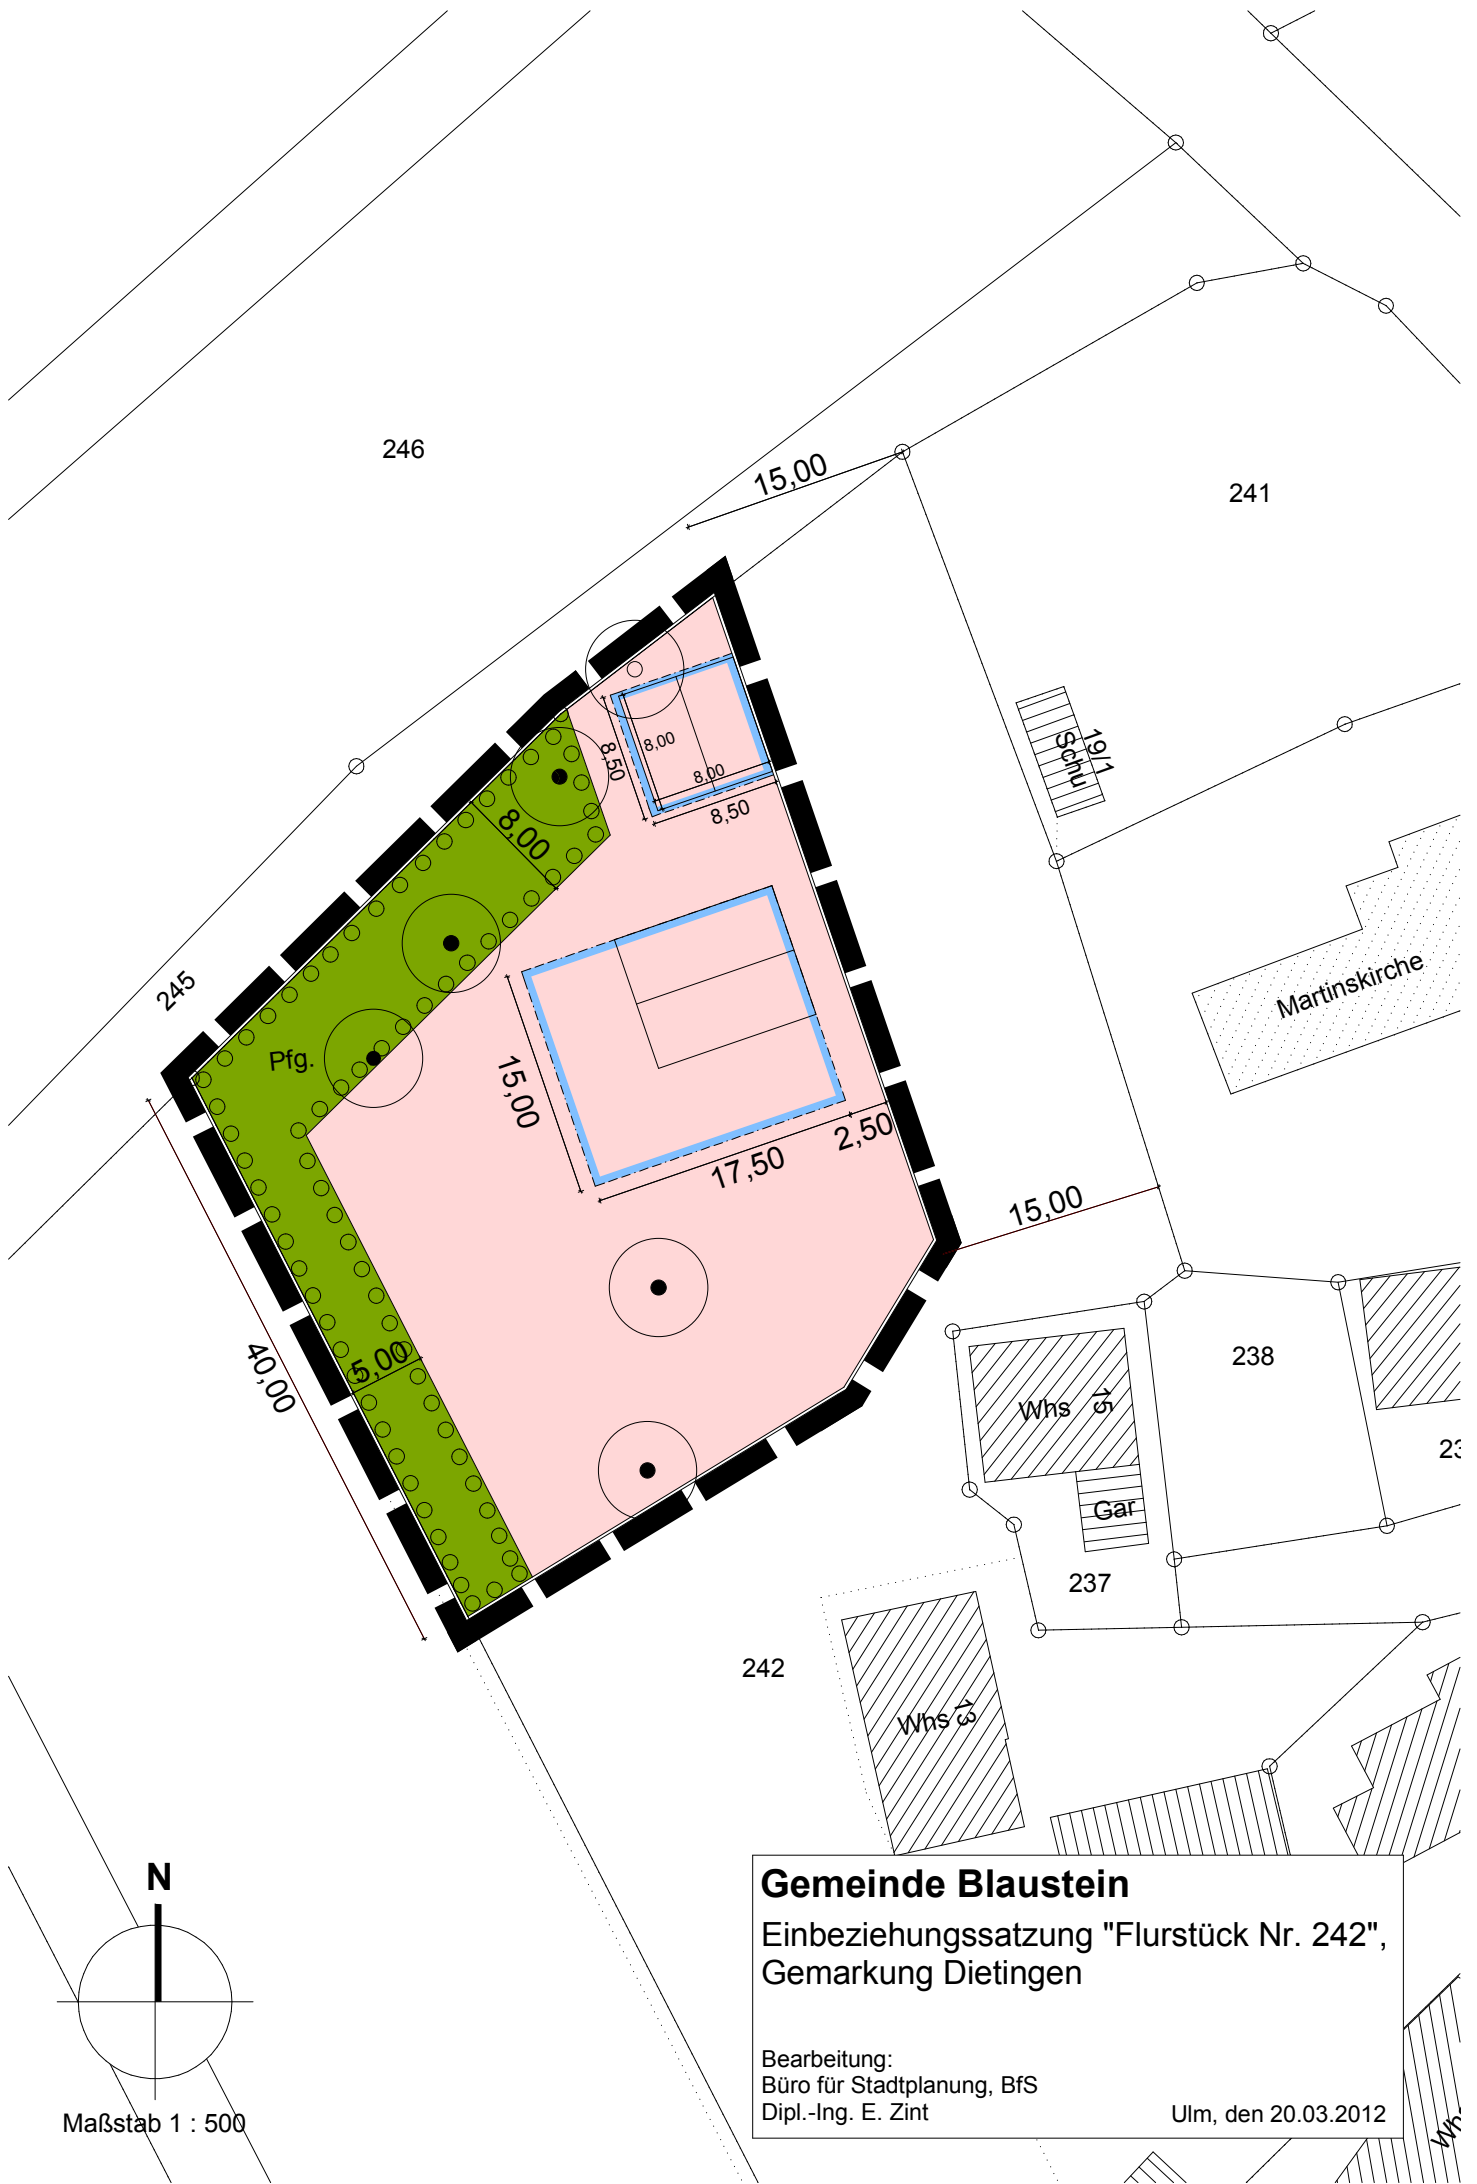 246
15,00
241
8,50
8,00
8,00
8,50
19/1
Schu
8,00
245
Martinskirche
Pfg.
15,00
2,50
17,50
15,00
40,00
5,00
238
Whs 15
Gar
237
242
Whs 13
N
Maßstab 1 : 500
Gemeinde Blaustein
Einbeziehungssatzung "Flurstück Nr. 242",
Gemarkung Dietingen
Bearbeitung:
Büro für Stadtplanung, BfS
Dipl.-Ing. E. Zint
Ulm, den 20.03.2012